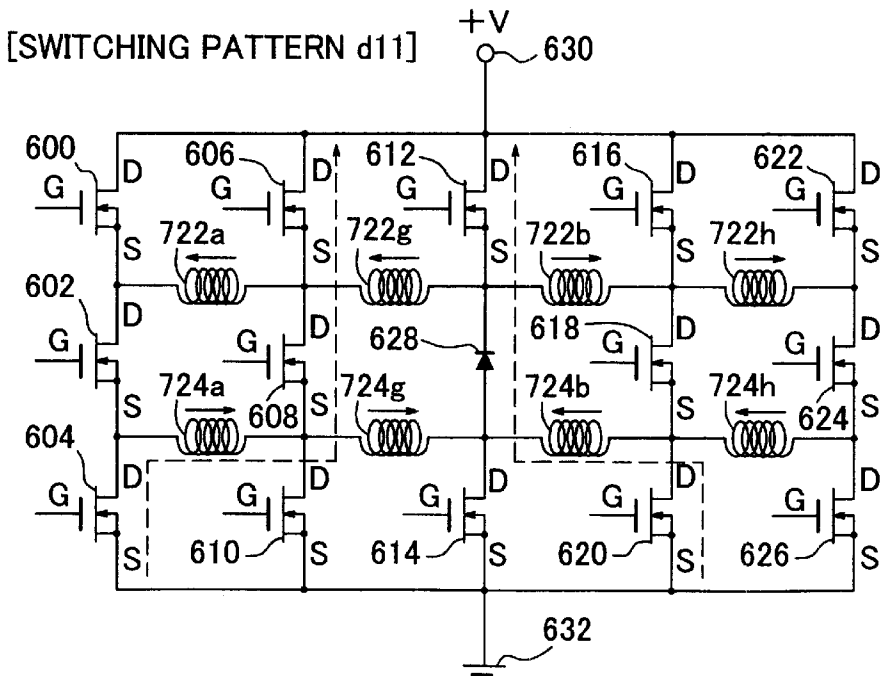 +V
[SWITCHING PATTERN d11]
630
600 D 606 D 612 D 616 D 622 D
G G G G G
S S S S S
722a 722g 722b 722h
602 D D 628 618 D D
G G G G
S S S S
724a 608 724g 724b 724h 624
604 D D D D D
G G G G G
S 610 S 614 S 620 S 626 S
632